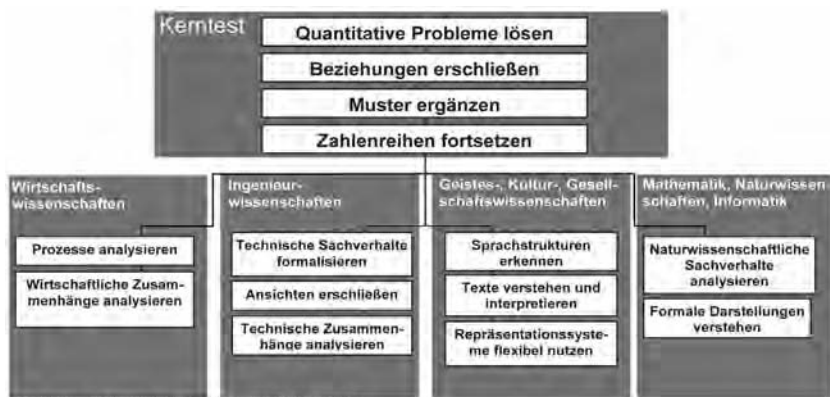 Kerntest
Quantitative Probleme lösen
Beziehungen erschließen
Muster ergänzen
Zahlenreihen fortsetzen
Wirtschafts-
wissenschaften
Prozesse analysieren
Wirtschaftliche Zusam-
menhänge analysieren
Ingenieur-
wissenschaften
Technische Sachverhalte
formalisieren
Ansichten erschließen
Technische Zusammen-
hänge analysieren
Geistes-, Kultur-, Gesell-
schaftswissenschaften
Sprachstrukturen
erkennen
Texte verstehen und
interpretieren
Repräsentationssyste-
me flexibel nutzen
Mathematik, Naturwissen-
schaften, Informatik
Naturwissenschaftliche
Sachverhalte
analysieren
Formale Darstellungen
verstehen